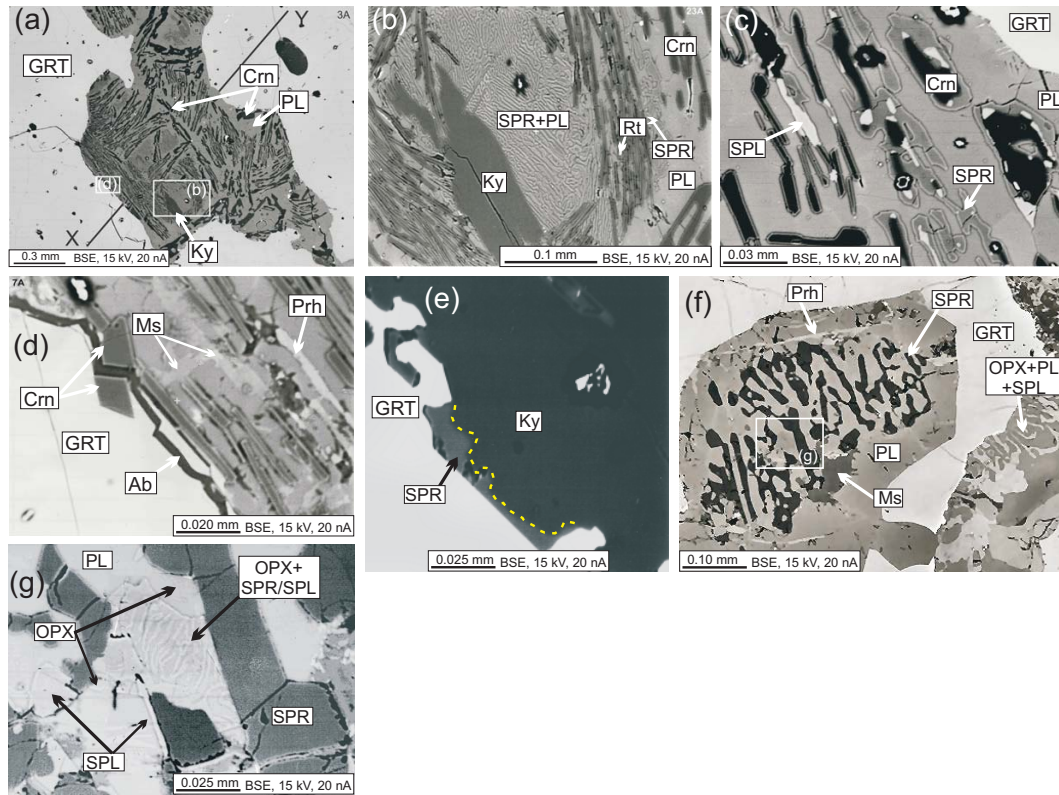 (a)
3A
Y
GRT
Crn
PL
(d)
(b)
X
Ky
0.3 mm BSE, 15 kV, 20 nA
(b)
23A
Crn
SPR+PL
Rt
SPR
Ky
PL
0.1 mm BSE, 15 kV, 20 nA
(c)
GRT
Crn
PL
SPL
SPR
0.03 mm BSE, 15 kV, 20 nA
7A
(d)
Ms
Prh
Crn
GRT
Ab
0.020 mm BSE, 15 kV, 20 nA
(e)
GRT
Ky
SPR
0.025 mm BSE, 15 kV, 20 nA
(f)
Prh
SPR
GRT
OPX+PL
+SPL
PL
(g)
Ms
0.10 mm BSE, 15 kV, 20 nA
(g)
PL
OPX+
SPR/SPL
OPX
SPR
SPL
0.025 mm BSE, 15 kV, 20 nA